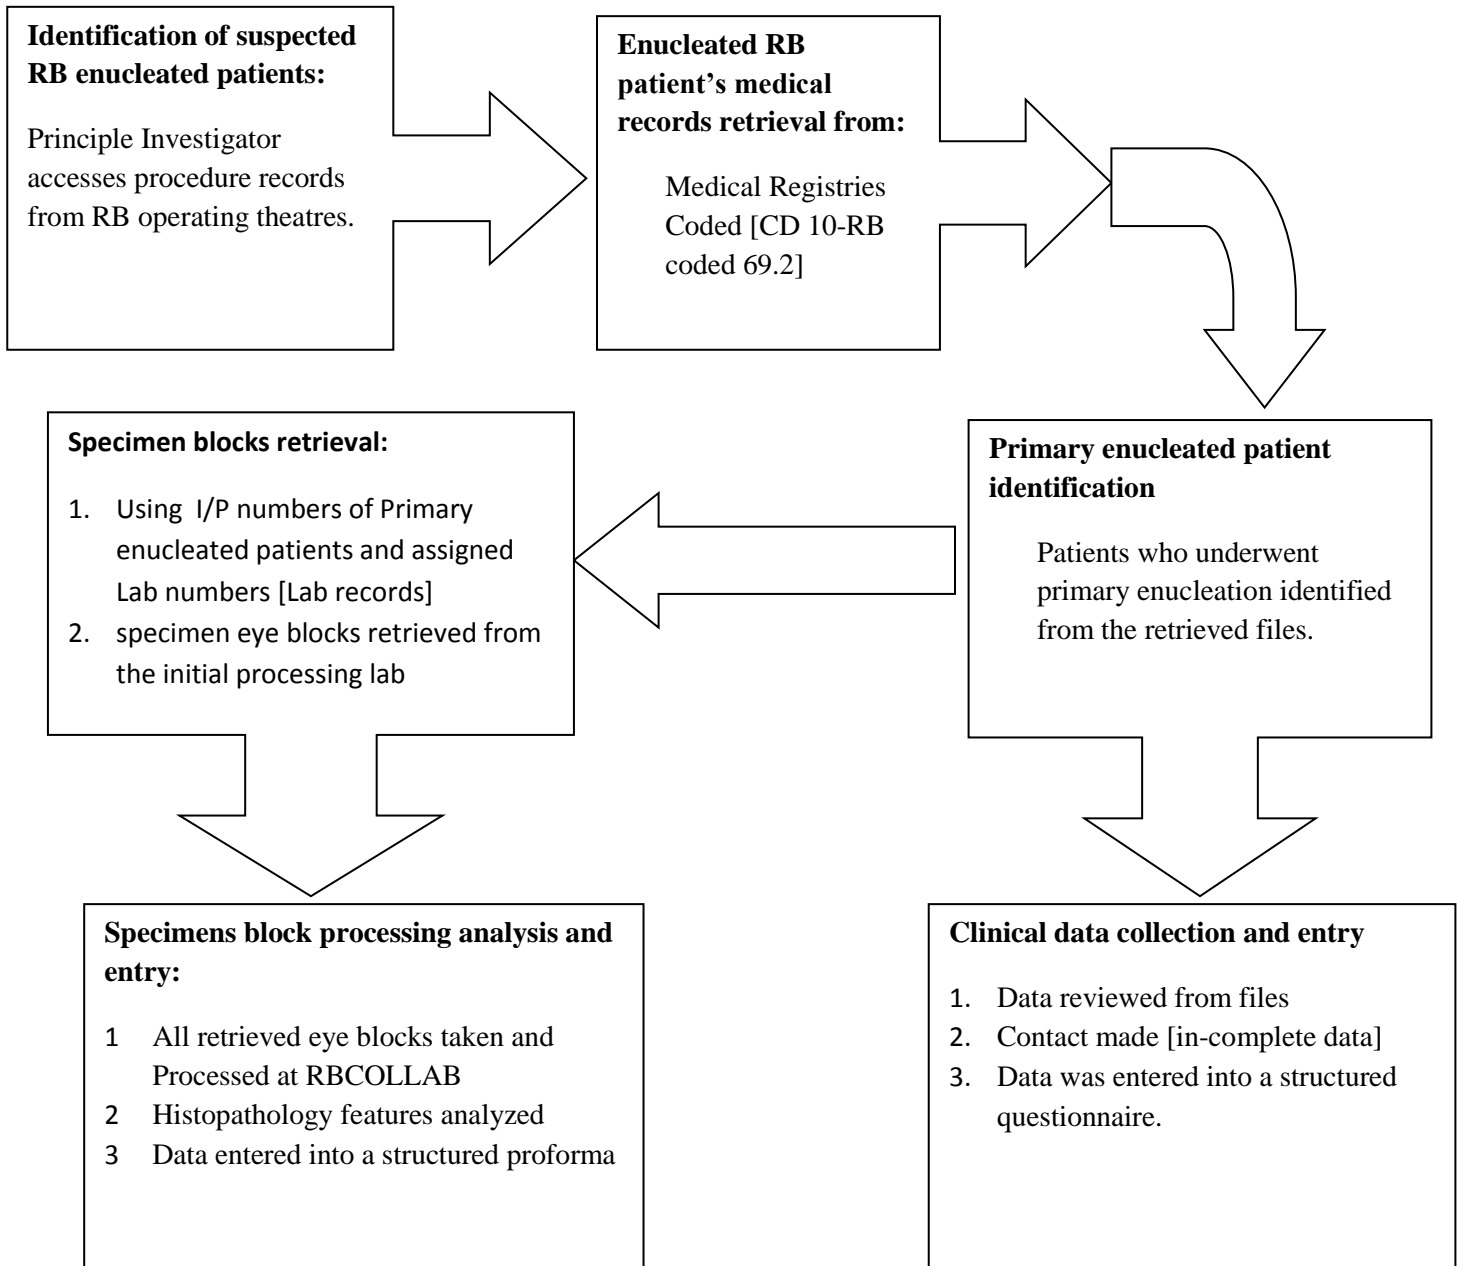 Identification of suspected
RB enucleated patients:
Principle Investigator
accesses procedure records
from RB operating theatres.
Enucleated RB
patient’s medical
records retrieval from:
Medical Registries
Coded [CD 10-RB
coded 69.2]
Primary enucleated patient
identification
Patients who underwent
primary enucleation identified
from the retrieved files.
Specimen blocks retrieval:
1. Using I/P numbers of Primary
enucleated patients and assigned
Lab numbers [Lab records]
2. specimen eye blocks retrieved from
the initial processing lab
Specimens block processing analysis and
entry:
1 All retrieved eye blocks taken and
Processed at RBCOLLAB
2 Histopathology features analyzed
3 Data entered into a structured proforma
Clinical data collection and entry
1. Data reviewed from files
2. Contact made [in-complete data]
3. Data was entered into a structured
questionnaire.